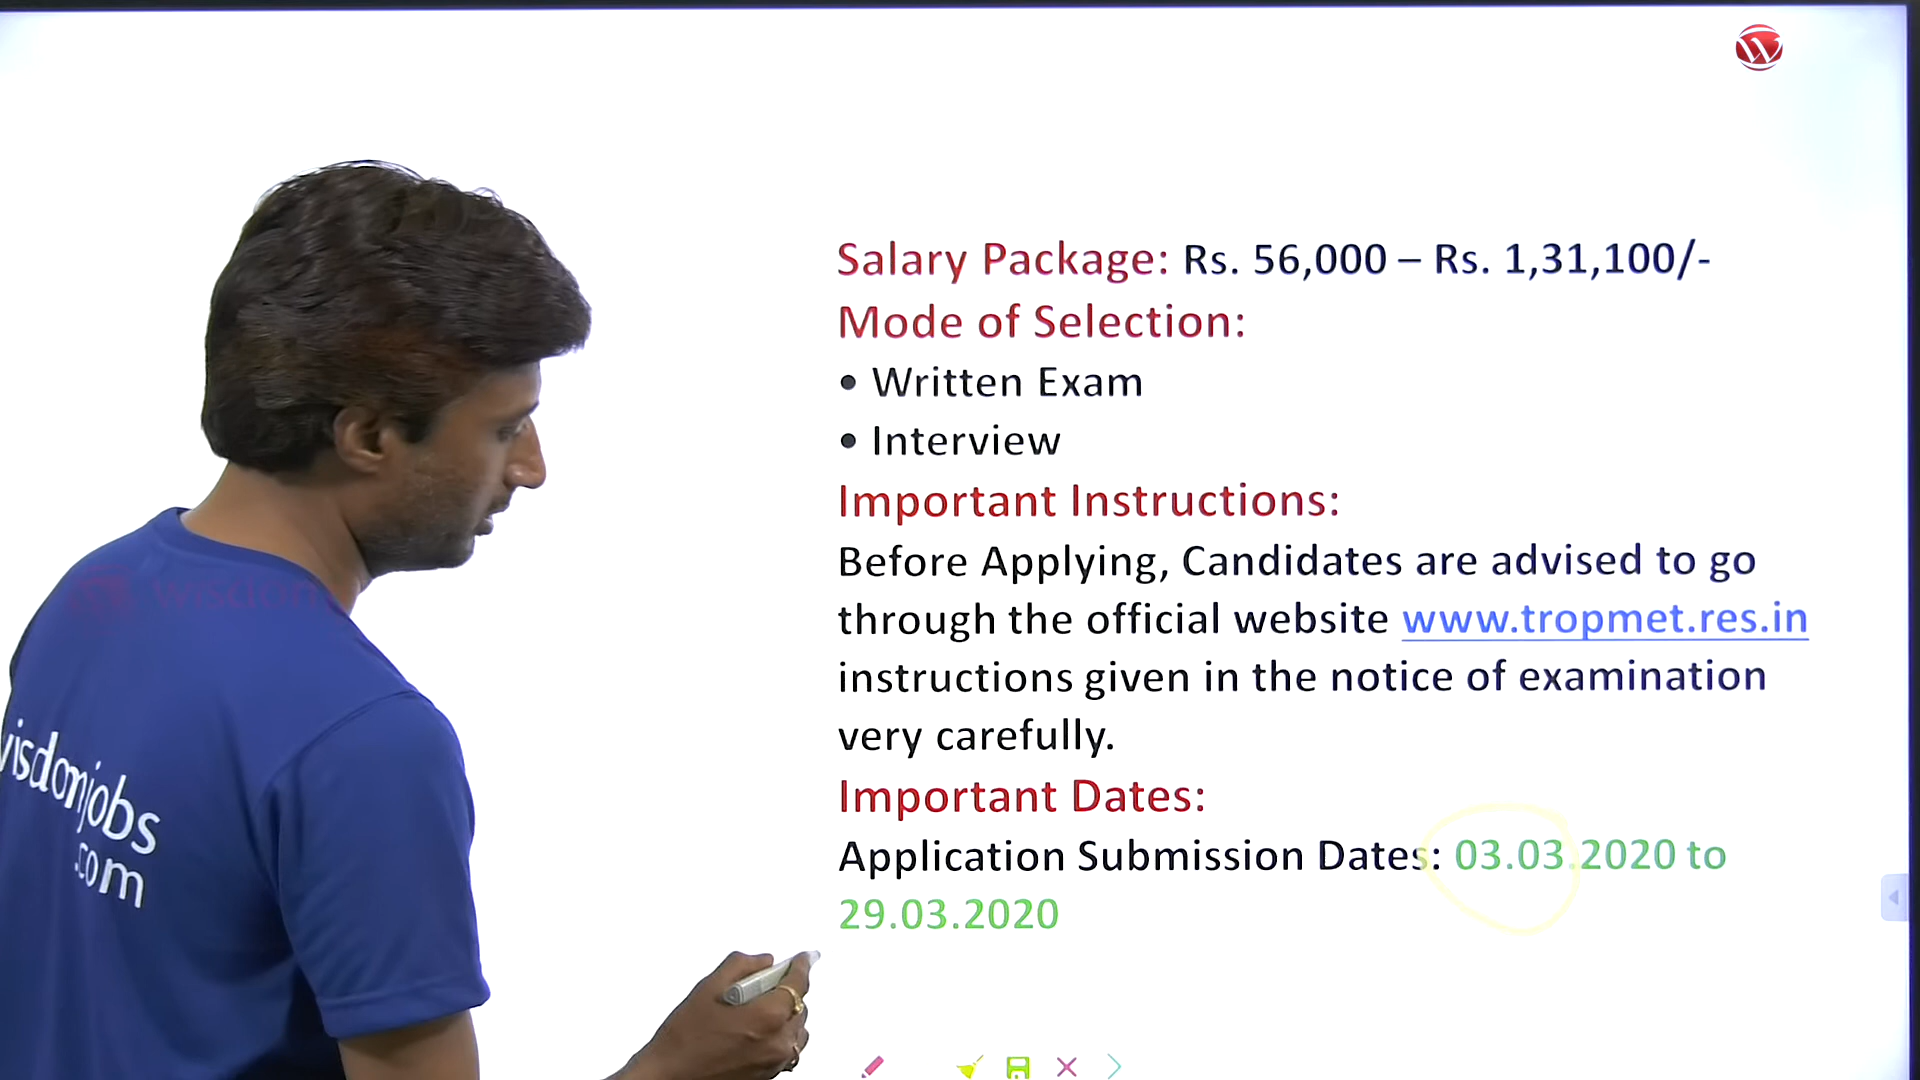 Salary Package: Rs. 56,000 – Rs. 1,31,100/-
Mode of Selection:
• Written Exam
• Interview
Important Instructions:
Before Applying, Candidates are advised to go
through the official website www.tropmet.res.in
instructions given in the notice of examination
very carefully.
Important Dates:
Application Submission Dates: 03.03.2020 to
29.03.2020
wisdom
wisdomjobs
.com